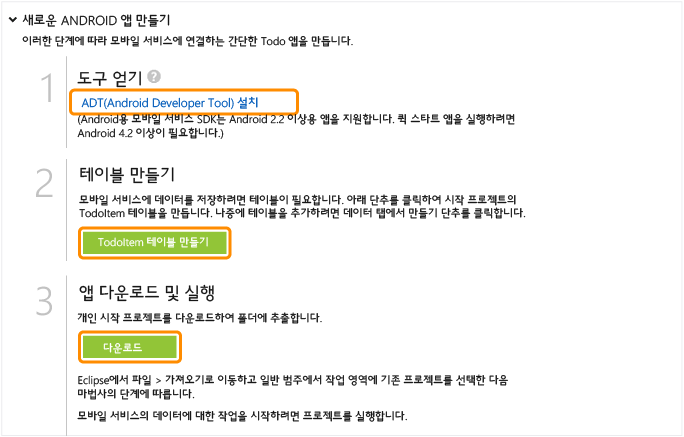 새로운 ANDROID 앱 만들기
이러한 단계에 따라 모바일 서비스에 연결하는 간단한 Todo 앱을 만듭니다.
1
도구 얻기 ?
ADT(Android Developer Tool) 설치
(Android용 모바일 서비스 SDK는 Android 2.2 이상용 앱을 지원합니다. 퀵 스타트 앱을 실행하려면
Android 4.2 이상이 필요합니다.)
2
테이블 만들기
모바일 서비스에 데이터를 저장하려면 테이블이 필요합니다. 아래 단추를 클릭하여 시작 프로젝트의
TodoItem 테이블을 만듭니다. 나중에 테이블을 추가하려면 데이터 탭에서 만들기 단추를 클릭합니다.
TodoItem 테이블 만들기
3
앱 다운로드 및 실행
개인 시작 프로젝트를 다운로드하여 폴더에 추출합니다.
다운로드
Eclipse에서 파일 > 가져오기로 이동하고 일반 범주에서 작업 영역에 기존 프로젝트를 선택한 다음
마법사의 단계에 따릅니다.
모바일 서비스의 데이터에 대한 작업을 시작하려면 프로젝트를 실행합니다.